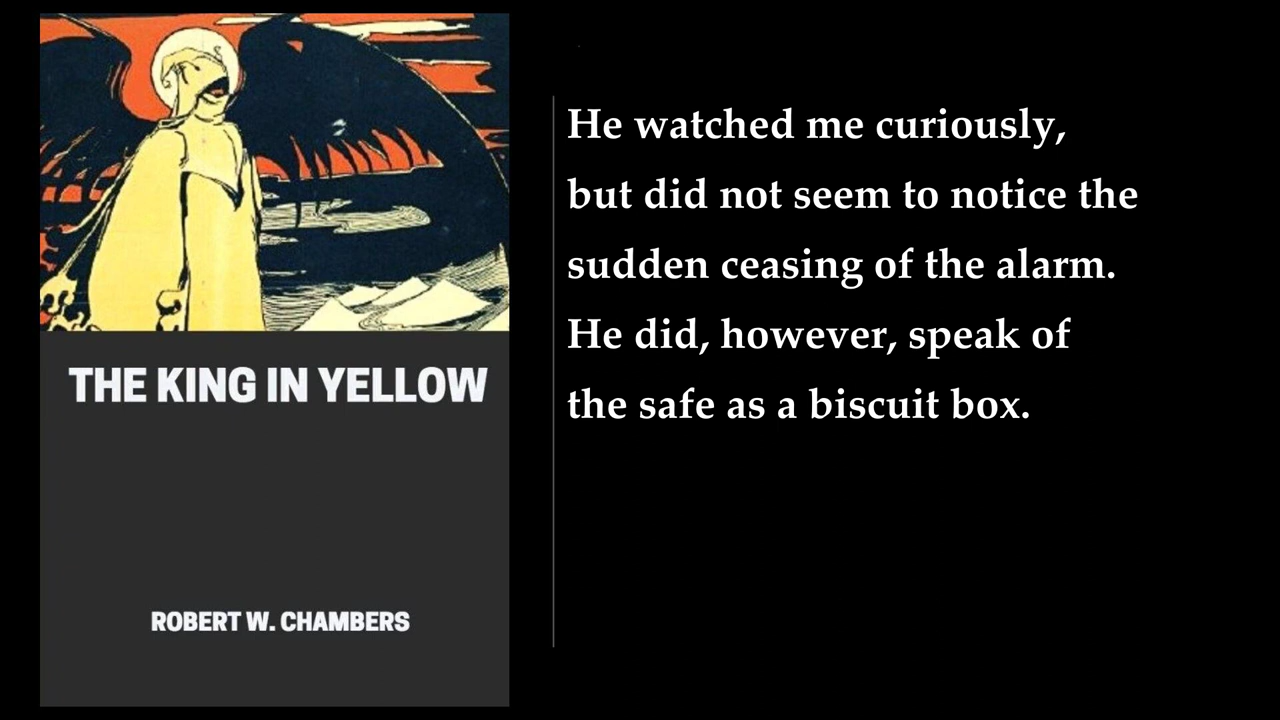 THE KING IN YELLOW
ROBERT W. CHAMBERS
He watched me curiously,
but did not seem to notice the
sudden ceasing of the alarm.
He did, however, speak of
the safe as a biscuit box.